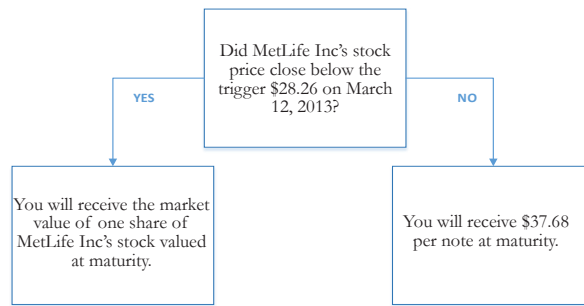 Did MetLife Inc's stock
price close below the
trigger $28.26 on March
12, 2013?
YES
NO
You will receive the market
value of one share of
MetLife Inc's stock valued
at maturity.
You will receive $37.68
per note at maturity.